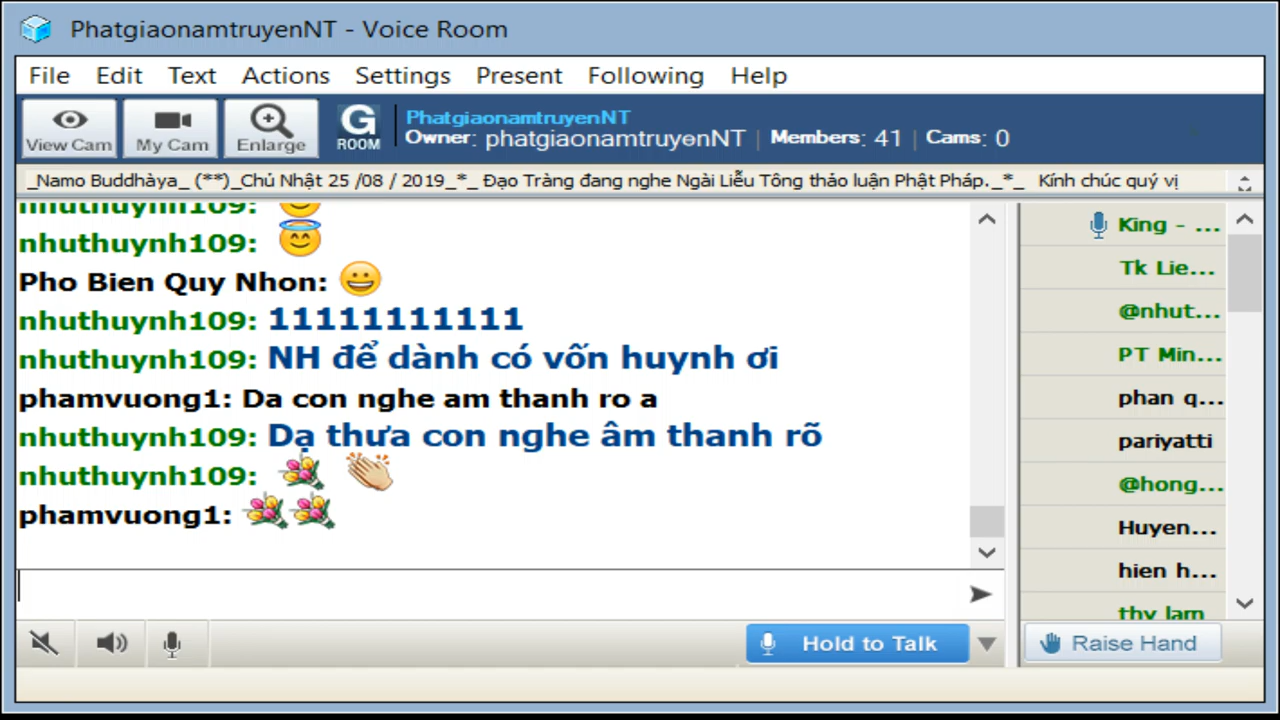 PhatgiaonamtruyenNT - Voice Room
File Edit Text Actions Settings Present Following Help
View Cam My Cam Enlarge G ROOM
PhatgiaonamtruyenNT
Owner: phatgiaonamtruyenNT | Members: 41 | Cams: 0
_Namo Buddhàya_ (**)_Chủ Nhật 25 /08 / 2019_*_ Đạo Tràng đang nghe Ngài Liễu Tông thảo luận Phật Pháp._*_ Kính chúc quý vị
nhuthuynh109:
nhuthuynh109:
Pho Bien Quy Nhon:
nhuthuynh109: 11111111111
nhuthuynh109: NH để dành có vốn huynh ơi
phamvuong1: Da con nghe am thanh ro a
nhuthuynh109: Dạ thưa con nghe âm thanh rõ
nhuthuynh109:
phamvuong1:
King - ...
Tk Lie...
@nhut...
PT Min...
phan q...
pariyatti
@hong...
Huyen...
hien h...
thy lam
Hold to Talk
Raise Hand